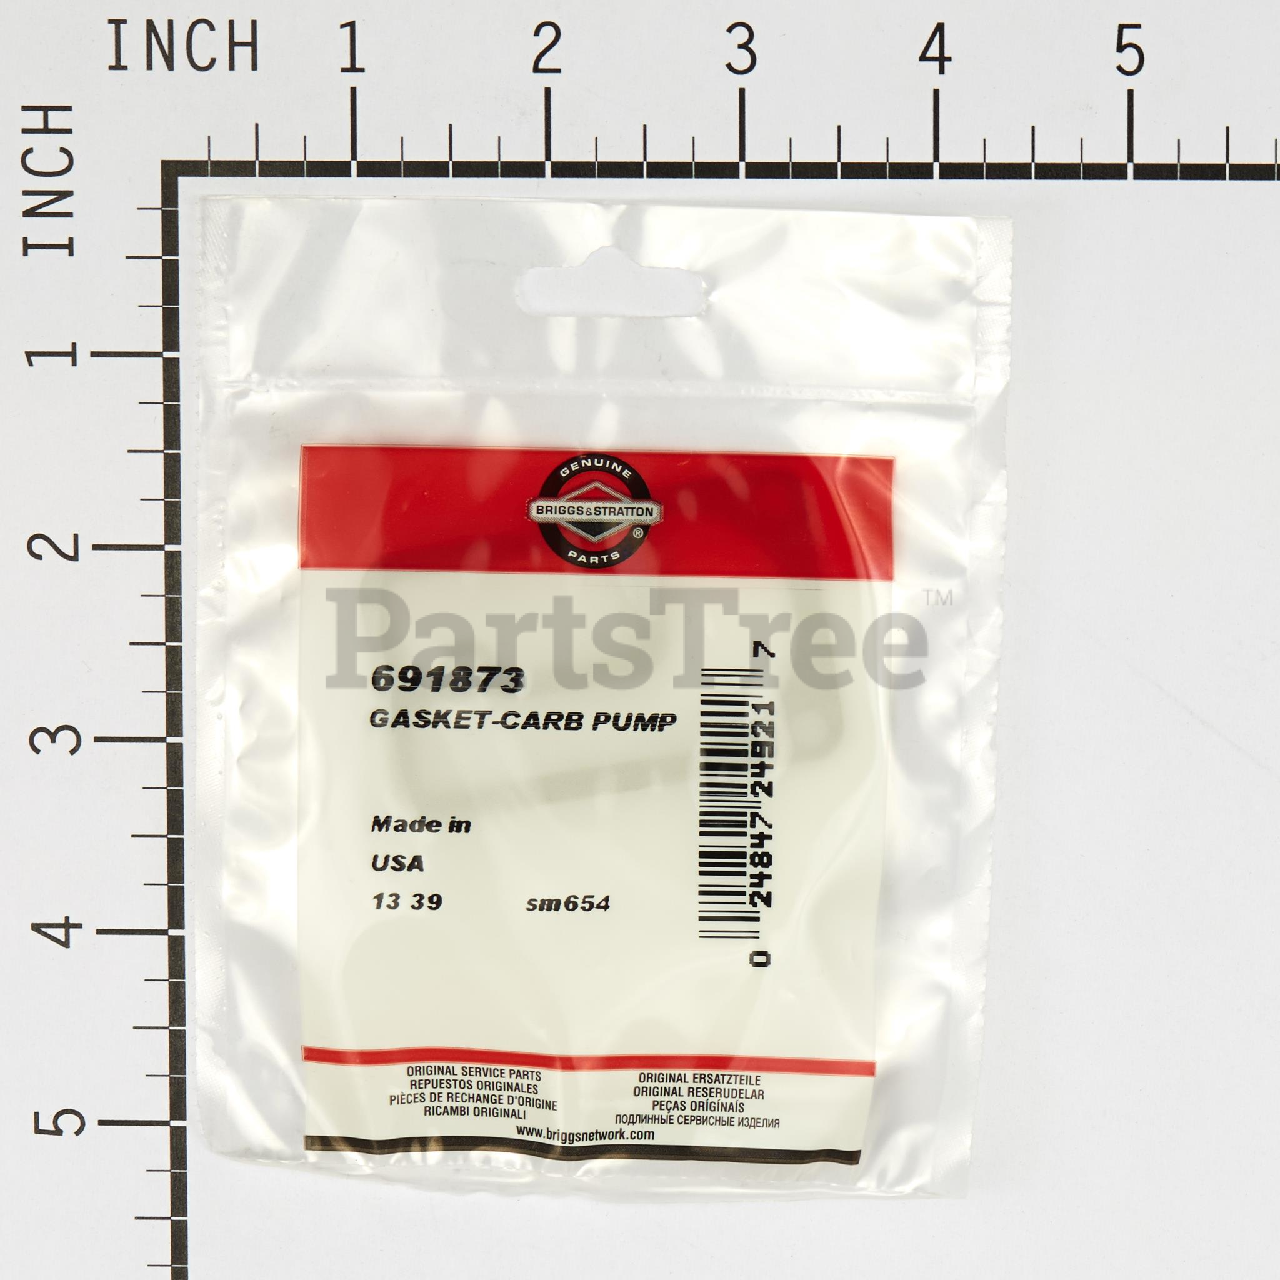 INCH 1 2 3 4 5
INCH
1
2
3
4
5
GENUINE
BRIGGS&STRATTON
®
PARTS
PartsTree™
691873
GASKET-CARB PUMP
Made in
USA
13 39 sm654
0 24847 24921 7
ORIGINAL SERVICE PARTS
REPUESTOS ORIGINALES
PIÈCES DE RECHANGE D'ORIGINE
RICAMBI ORIGINALI
ORIGINAL ERSATZTEILE
ORIGINAL RESERUDELAR
PEÇAS ORIGÍNAIS
ПОДЛИННЫЕ СЕРВИСНЫЕ ИЗДЕЛИЯ
www.briggsnetwork.com